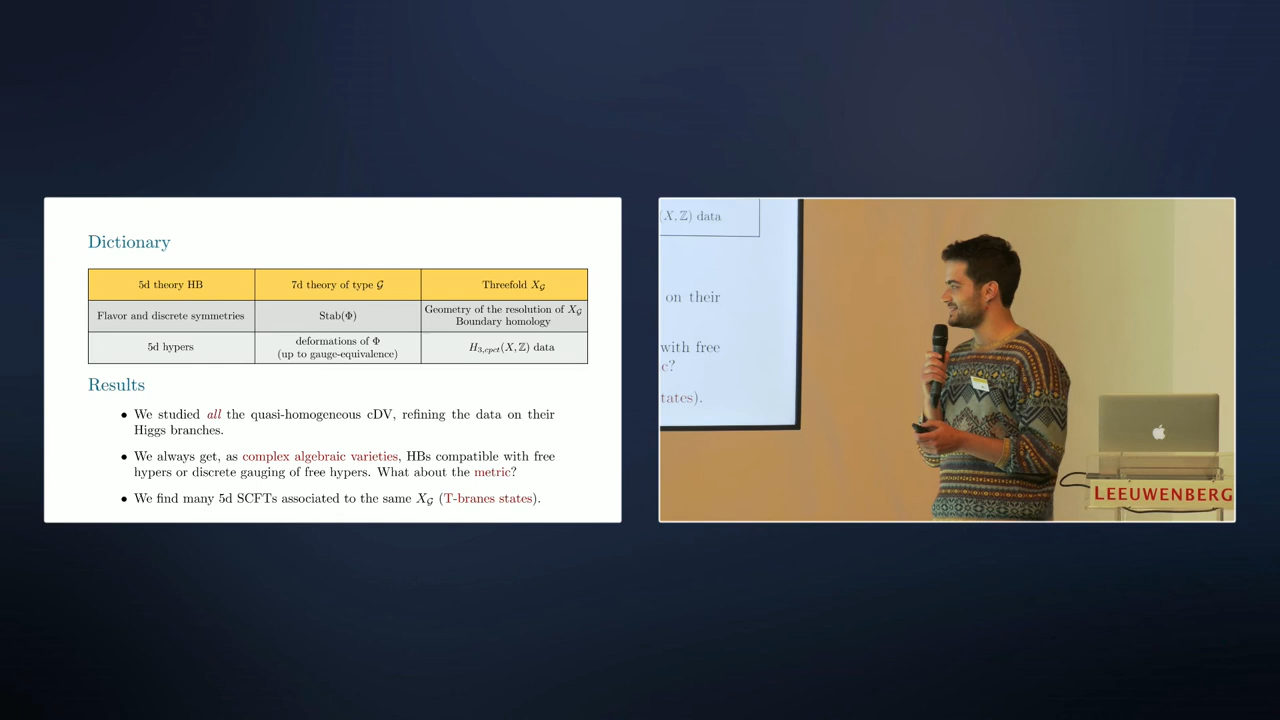 Dictionary
5d theory HB
7d theory of type 𝒢
Threefold X_𝒢
Flavor and discrete symmetries
Stab(Φ)
Geometry of the resolution of X_𝒢
Boundary homology
5d hypers
deformations of Φ
(up to gauge-equivalence)
H_{3,cpct}(X, ℤ) data
Results
• We studied all the quasi-homogeneous cDV, refining the data on their
Higgs branches.
• We always get, as complex algebraic varieties, HBs compatible with free
hypers or discrete gauging of free hypers. What about the metric?
• We find many 5d SCFTs associated to the same X_𝒢 (T-branes states).
(X, ℤ) data
on their
with free
c?
tates).
LEEUWENBERG